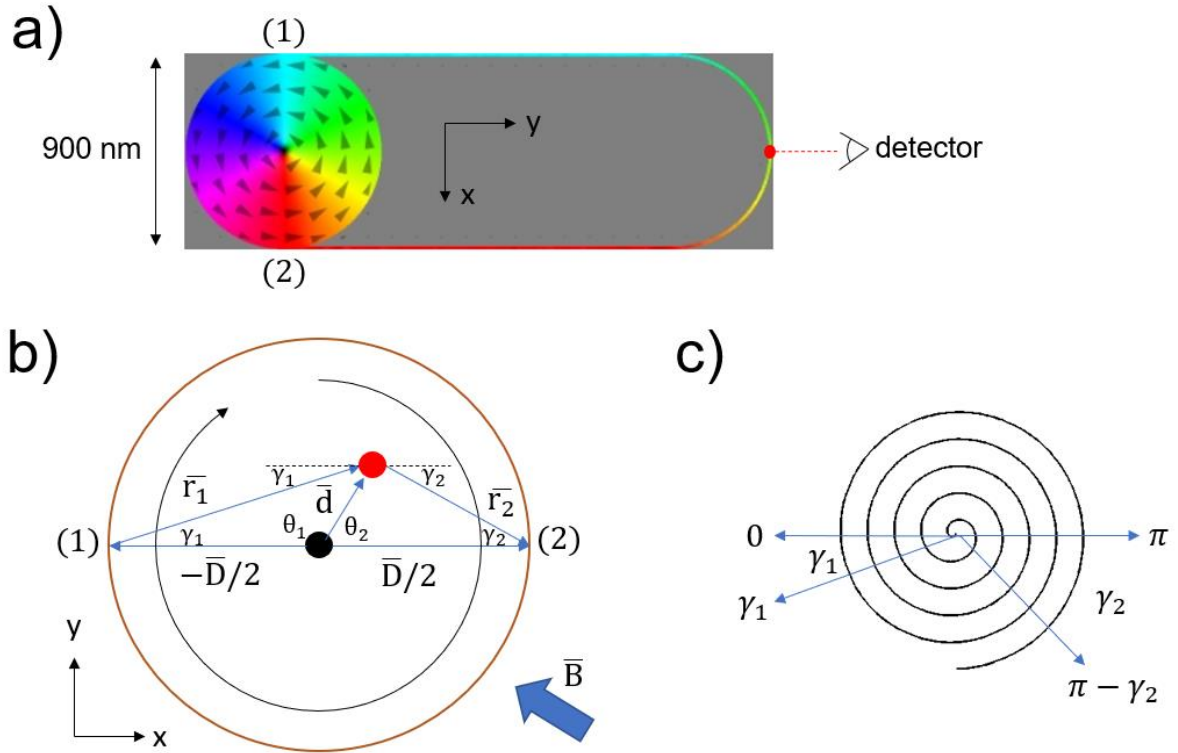 a)
(1)
900 nm
y
x
detector
(2)
b)
γ₁
γ₂
r̅₁
d̅
r̅₂
(1)
γ₁
θ₁
θ₂
γ₂
(2)
−D̅/2
D̅/2
y
x
B̅
c)
0
π
γ₁
γ₁
γ₂
π − γ₂